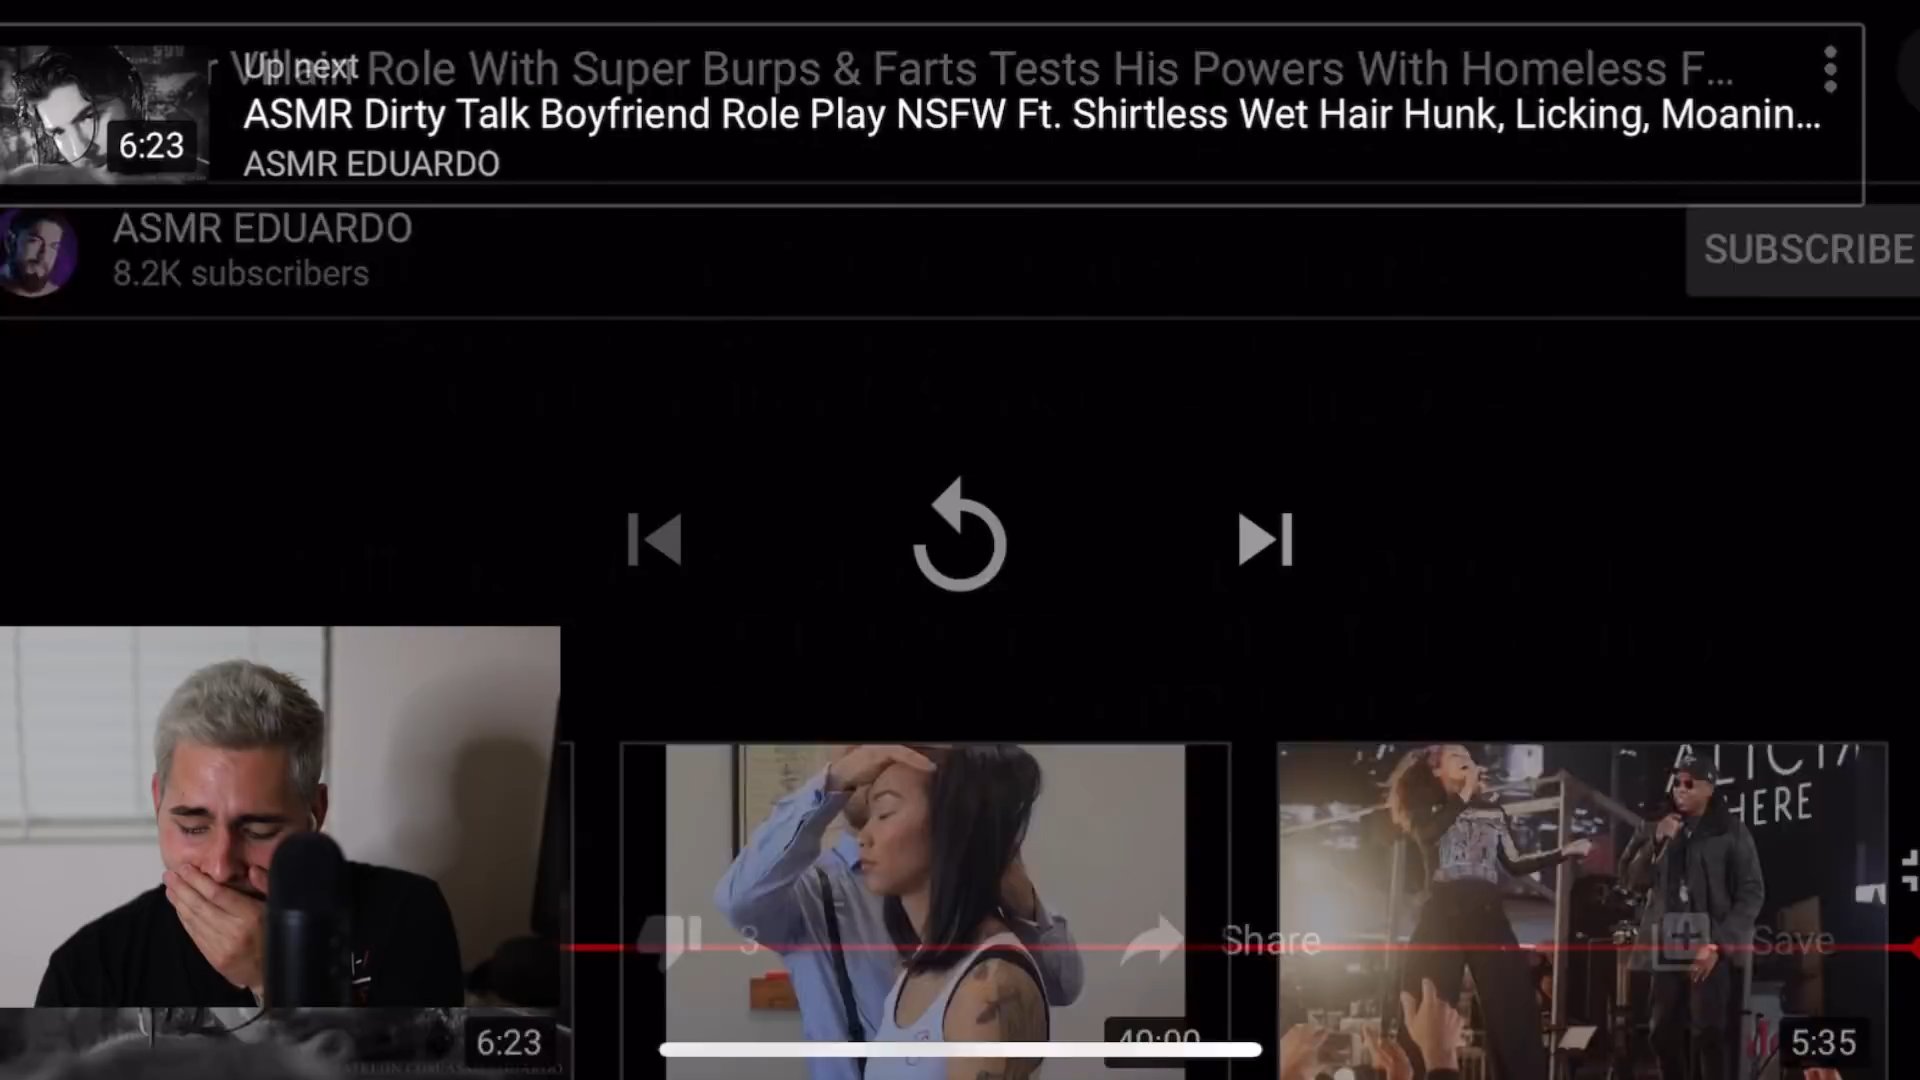 r Villain Role With Super Burps & Farts Tests His Powers With Homeless F...
Up next
ASMR Dirty Talk Boyfriend Role Play NSFW Ft. Shirtless Wet Hair Hunk, Licking, Moanin...
6:23
ASMR EDUARDO
ASMR EDUARDO
8.2K subscribers
SUBSCRIBE
HERE
3
Share
Save
6:23
40:00
5:35